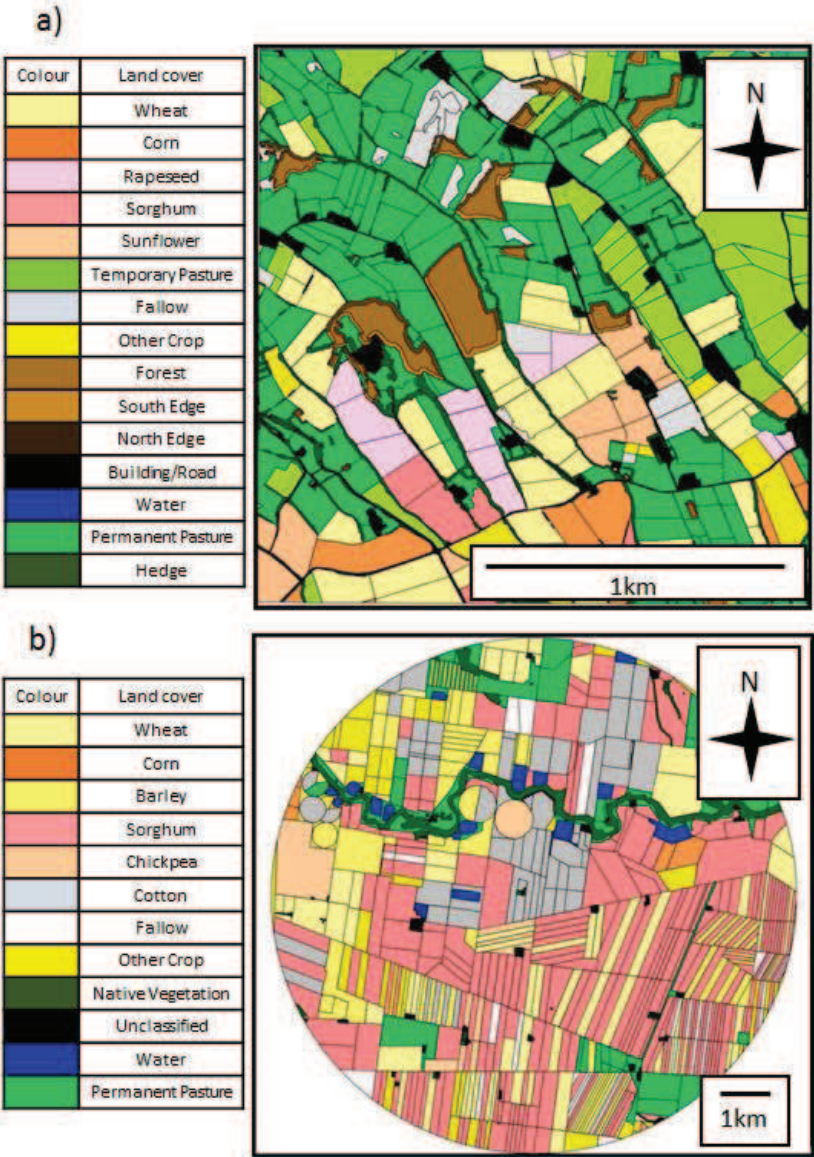 a)
Colour Land cover
Wheat
Corn
Rapeseed
Sorghum
Sunflower
Temporary Pasture
Fallow
Other Crop
Forest
South Edge
North Edge
Building/Road
Water
Permanent Pasture
Hedge
N
1km
b)
Colour Land cover
Wheat
Corn
Barley
Sorghum
Chickpea
Cotton
Fallow
Other Crop
Native Vegetation
Unclassified
Water
Permanent Pasture
N
1km